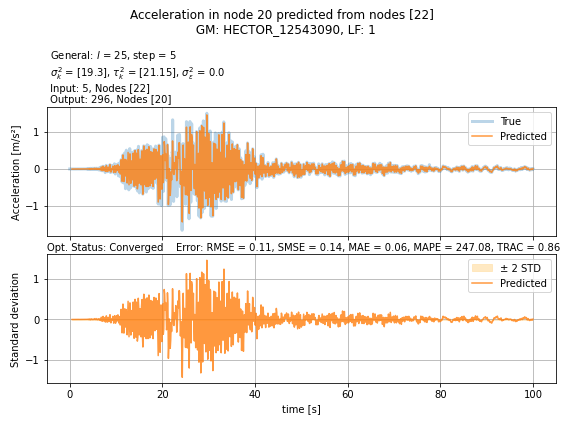 Acceleration in node 20 predicted from nodes [22]
GM: HECTOR_12543090, LF: 1
General: l = 25, step = 5
σ²ₖ = [19.3], τ²ₖ = [21.15], σ²ε = 0.0
Input: 5, Nodes [22]
Output: 296, Nodes [20]
Acceleration [m/s²]
1
0
−1
True
Predicted
Opt. Status: Converged Error: RMSE = 0.11, SMSE = 0.14, MAE = 0.06, MAPE = 247.08, TRAC = 0.86
Standard deviation
1
0
−1
± 2 STD
Predicted
0 20 40 60 80 100
time [s]